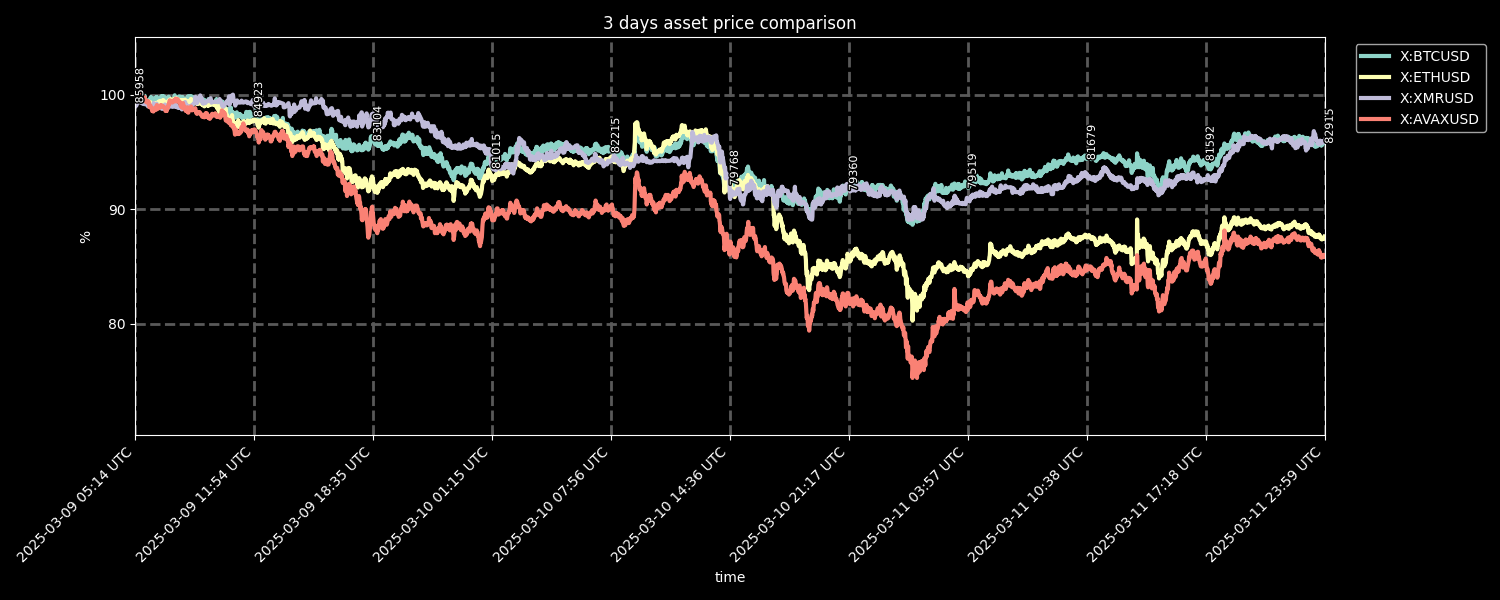 3 days asset price comparison
X:BTCUSD
X:ETHUSD
X:XMRUSD
X:AVAXUSD
%
100
90
80
85958
84923
83104
81015
82215
79768
79360
79519
81679
81592
82915
2025-03-09 05:14 UTC
2025-03-09 11:54 UTC
2025-03-09 18:35 UTC
2025-03-10 01:15 UTC
2025-03-10 07:56 UTC
2025-03-10 14:36 UTC
2025-03-10 21:17 UTC
2025-03-11 03:57 UTC
2025-03-11 10:38 UTC
2025-03-11 17:18 UTC
2025-03-11 23:59 UTC
time